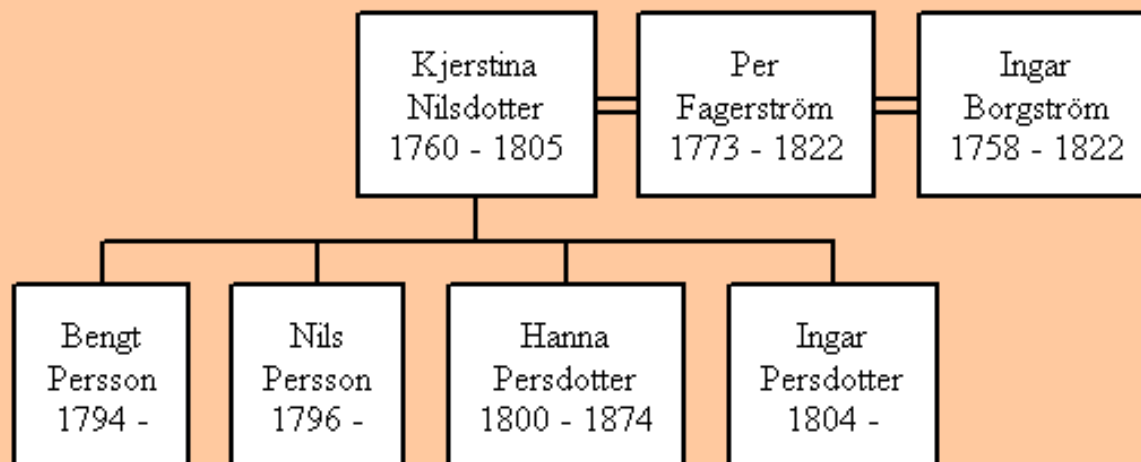 Kjerstina
Nilsdotter
1760 - 1805
Per
Fagerström
1773 - 1822
Ingar
Borgström
1758 - 1822
Bengt
Persson
1794 -
Nils
Persson
1796 -
Hanna
Persdotter
1800 - 1874
Ingar
Persdotter
1804 -